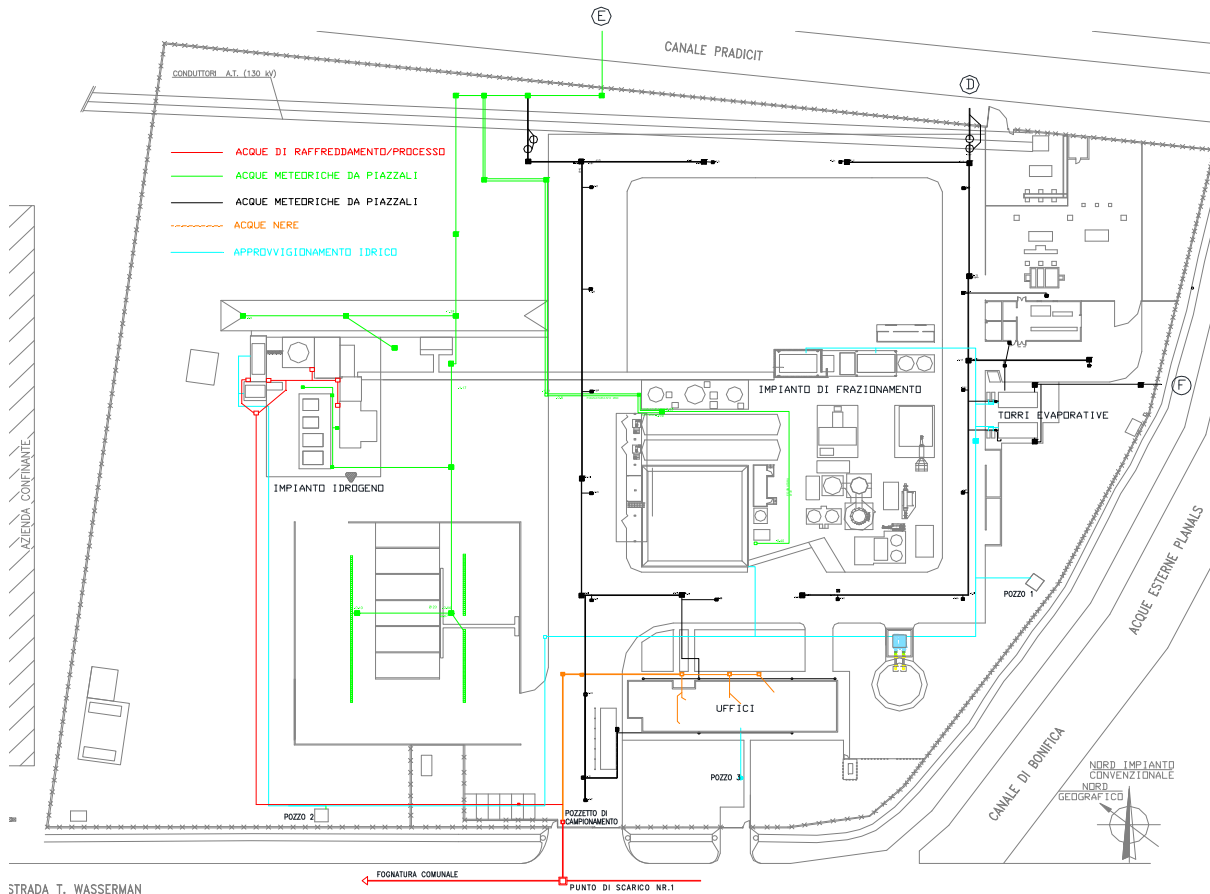 E
CANALE PRADICIT
CONDUTTORI A.T. (130 kV)
D
ACQUE DI RAFFREDDAMENTO/PROCESSO
ACQUE METEORICHE DA PIAZZALI
ACQUE METEORICHE DA PIAZZALI
ACQUE NERE
APPROVVIGIONAMENTO IDRICO
IMPIANTO DI FRAZIONAMENTO
F
TORRI EVAPORATIVE
AZIENDA CONFINANTE
IMPIANTO IDROGENO
ACQUE ESTERNE PLANALS
POZZO 1
UFFICI
CANALE DI BONIFICA
POZZO 3
NORD IMPIANTO
CONVENZIONALE
NORD
GEOGRAFICO
POZZO 2
POZZETTO DI
CAMPIONAMENTO
FOGNATURA COMUNALE
PUNTO DI SCARICO NR.1
STRADA T. WASSERMAN